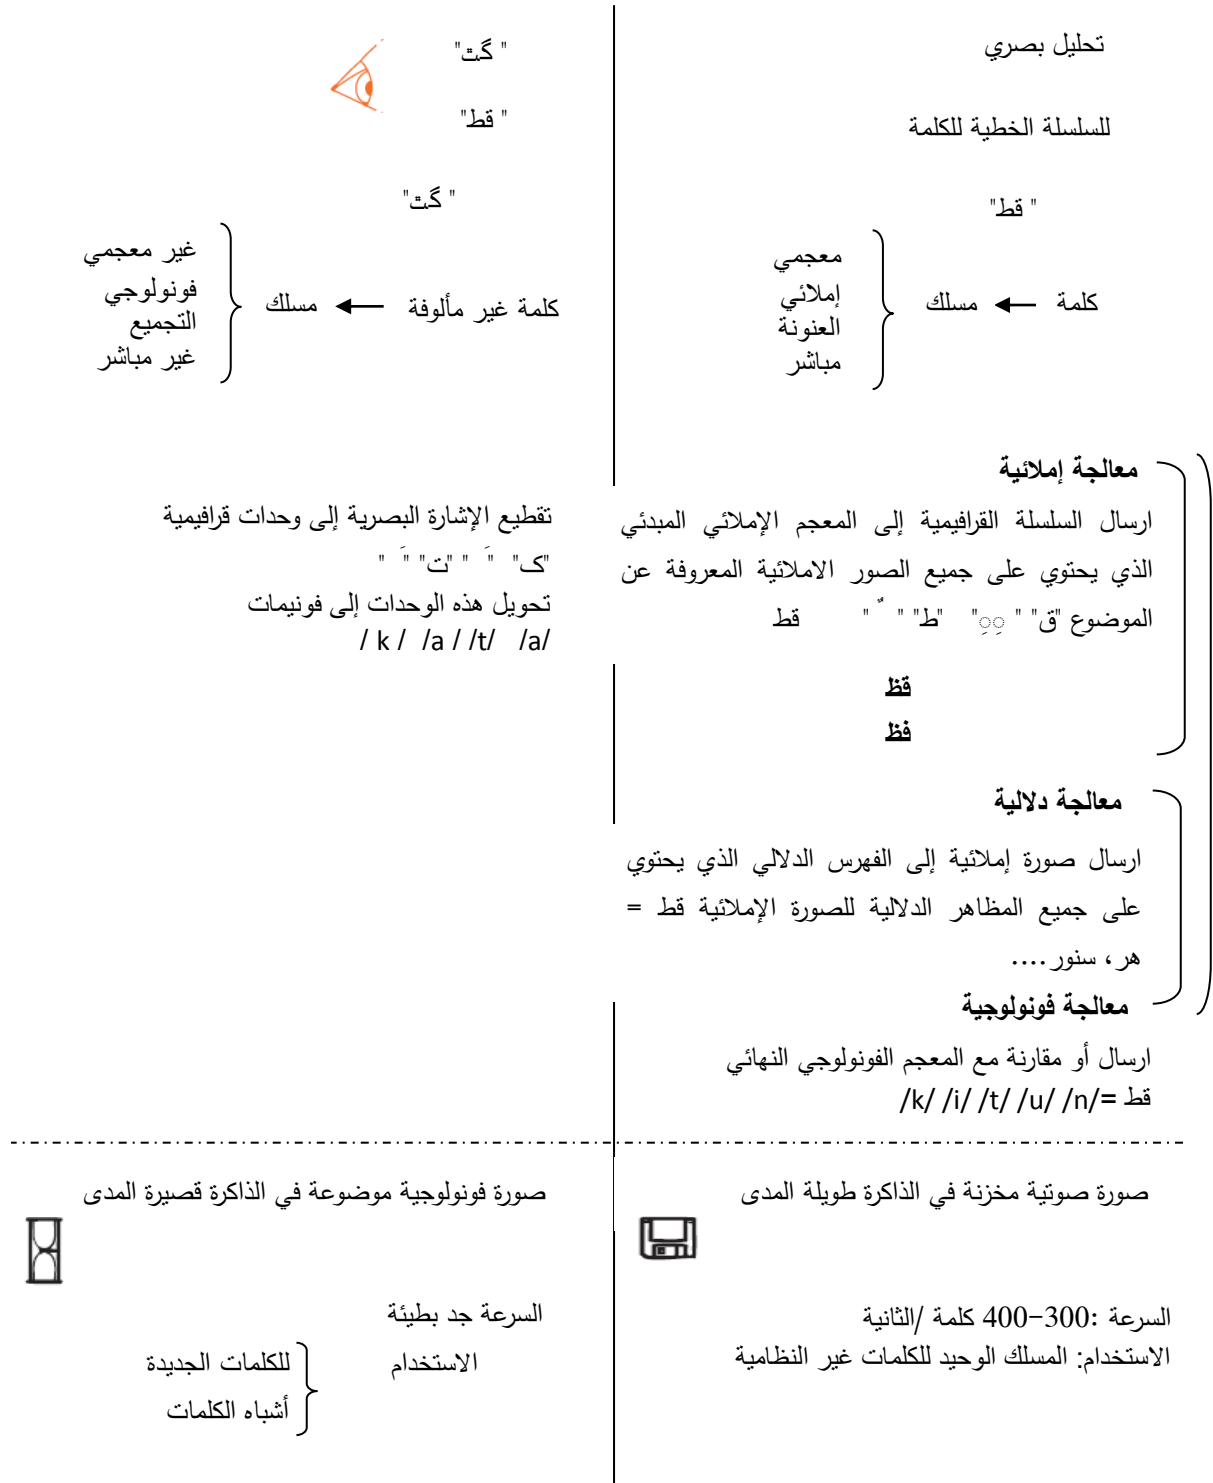 تحليل بصري
للسلسلة الخطية للكلمة
" قط"
كلمة ← مسلك
معجمي
إملائي
العنونة
مباشر
معالجة إملائية
ارسال السلسلة القرافيمية إلى المعجم الإملائي المبدئي
الذي يحتوي على جميع الصور الاملائية المعروفة عن
الموضوع "ق" " ◌ِ◌ِ" "ط" " ٌ " قط
قظ
فظ
معالجة دلالية
ارسال صورة إملائية إلى الفهرس الدلالي الذي يحتوي
على جميع المظاهر الدلالية للصورة الإملائية قط =
هر، سنور....
معالجة فونولوجية
ارسال أو مقارنة مع المعجم الفونولوجي النهائي
قط =/k/ /i/ /t/ /u/ /n/
صورة صوتية مخزنة في الذاكرة طويلة المدى
السرعة :300-400 كلمة /الثانية
الاستخدام: المسلك الوحيد للكلمات غير النظامية
" گت"
" قط"
" گت"
كلمة غير مألوفة ← مسلك
غير معجمي
فونولوجي
التجميع
غير مباشر
تقطيع الإشارة البصرية إلى وحدات قرافيمية
"ک" " َ " "ت" " َ "
تحويل هذه الوحدات إلى فونيمات
/ k / /a / /t/ /a/
صورة فونولوجية موضوعة في الذاكرة قصيرة المدى
السرعة جد بطيئة
الاستخدام
للكلمات الجديدة
أشباه الكلمات